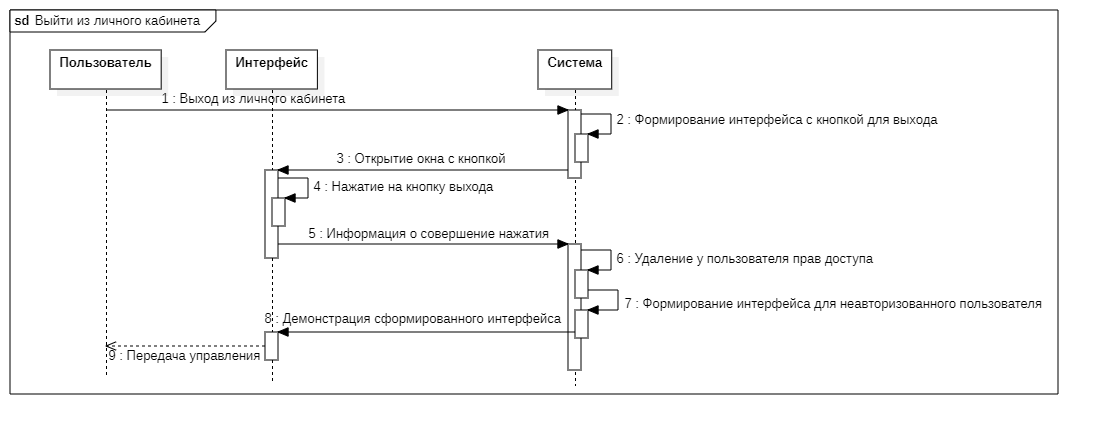 sd Выйти из личного кабинета
Пользователь
Интерфейс
Система
1 : Выход из личного кабинета
2 : Формирование интерфейса с кнопкой для выхода
3 : Открытие окна с кнопкой
4 : Нажатие на кнопку выхода
5 : Информация о совершение нажатия
6 : Удаление у пользователя прав доступа
7 : Формирование интерфейса для неавторизованного пользователя
8 : Демонстрация сформированного интерфейса
9 : Передача управления